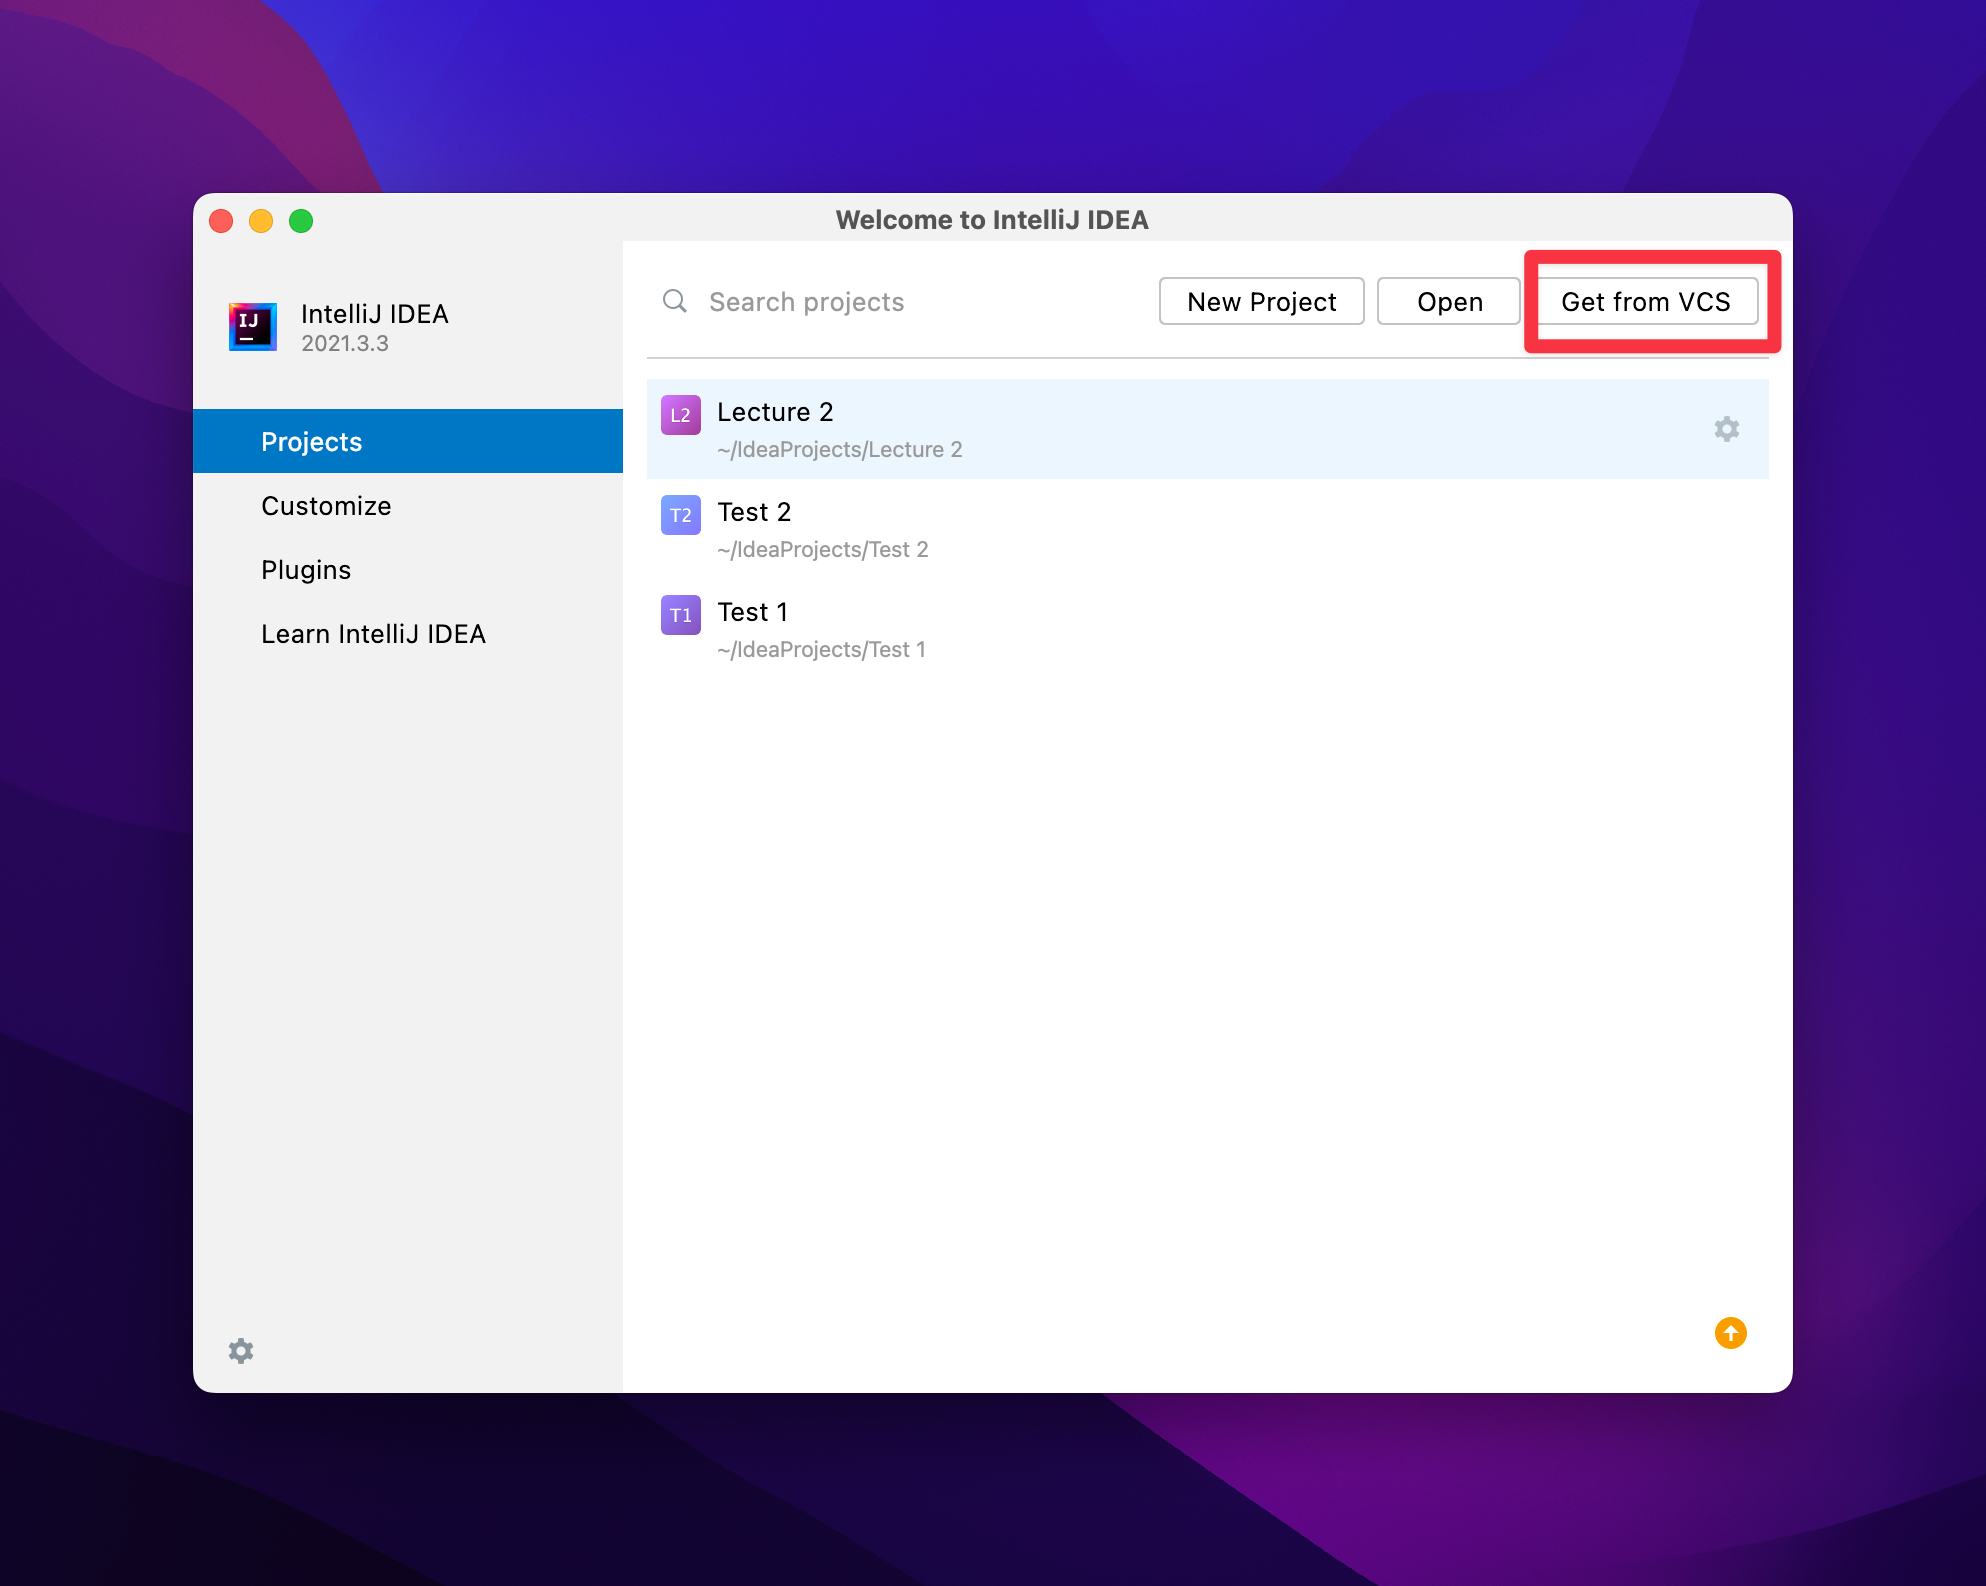 Welcome to IntelliJ IDEA
IJ
IntelliJ IDEA
2021.3.3
Projects
Customize
Plugins
Learn IntelliJ IDEA
Search projects
New Project
Open
Get from VCS
L2
Lecture 2
~/IdeaProjects/Lecture 2
T2
Test 2
~/IdeaProjects/Test 2
T1
Test 1
~/IdeaProjects/Test 1